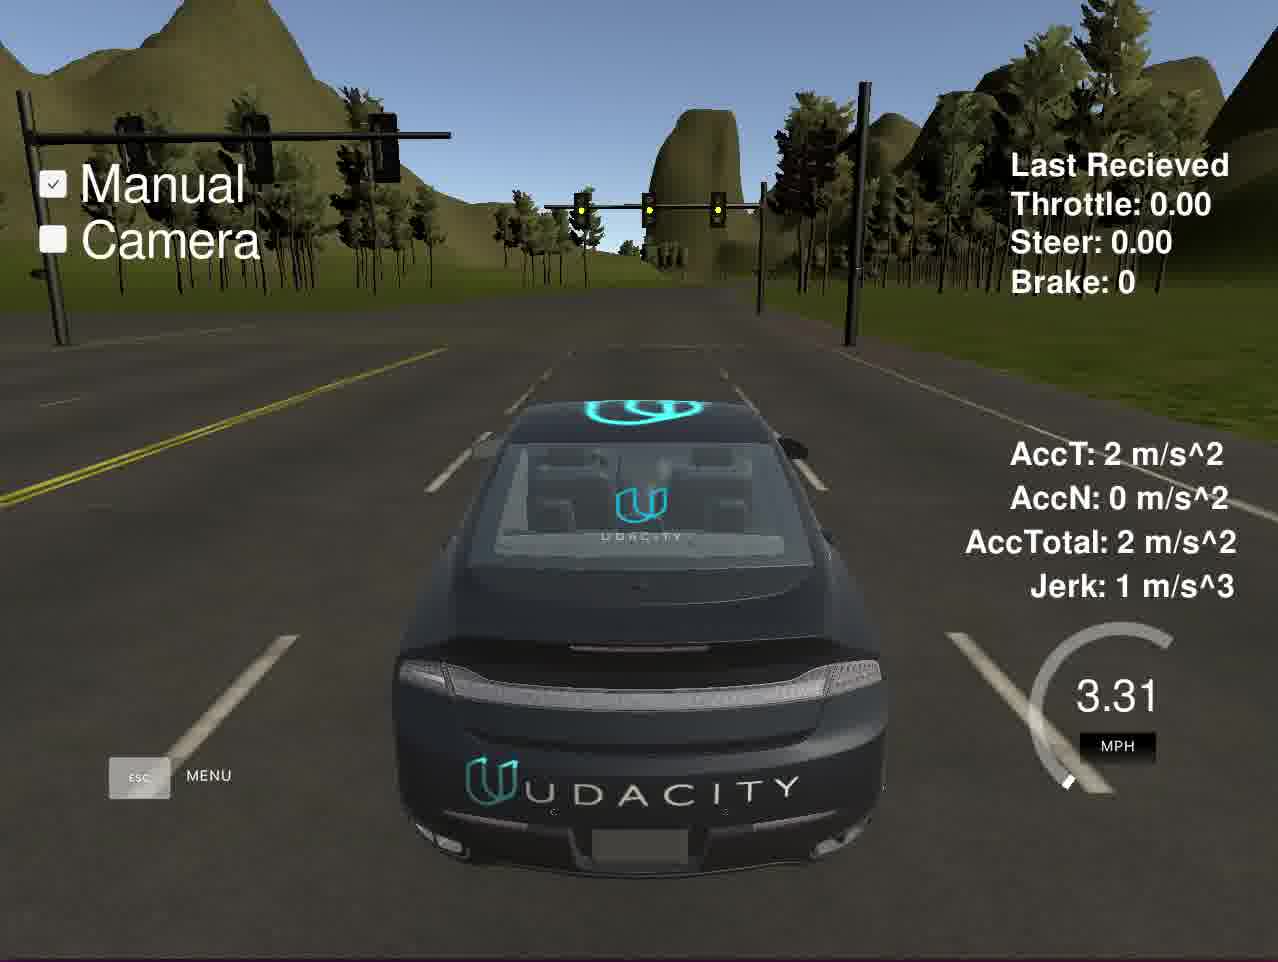 Manual
Camera
Last Recieved
Throttle: 0.00
Steer: 0.00
Brake: 0
AccT: 2 m/s^2
AccN: 0 m/s^2
AccTotal: 2 m/s^2
Jerk: 1 m/s^3
3.31
MPH
UDACITY
ESC
MENU
UDACITY